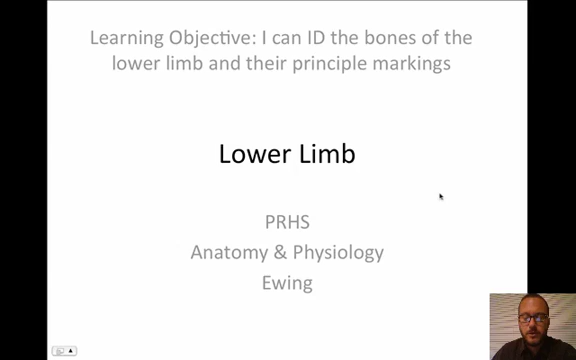 Learning Objective: I can ID the bones of the
lower limb and their principle markings
Lower Limb
PRHS
Anatomy & Physiology
Ewing